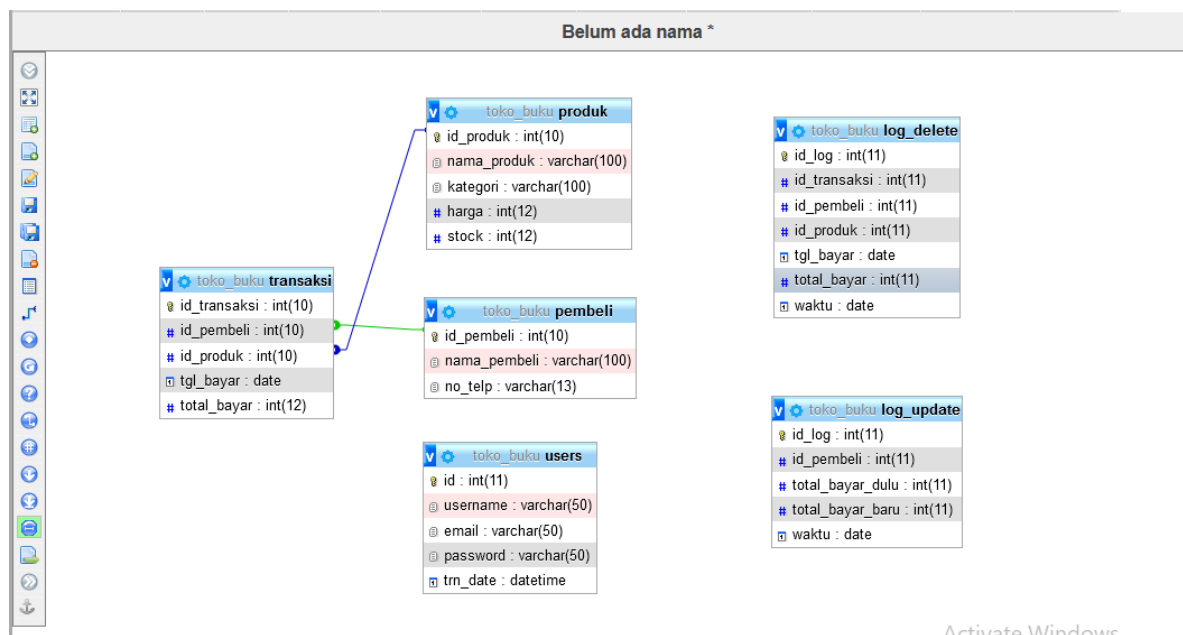 Belum ada nama *
toko_buku produk
id_produk : int(10)
nama_produk : varchar(100)
kategori : varchar(100)
harga : int(12)
stock : int(12)
toko_buku log_delete
id_log : int(11)
id_transaksi : int(11)
id_pembeli : int(11)
id_produk : int(11)
tgl_bayar : date
total_bayar : int(11)
waktu : date
toko_buku transaksi
id_transaksi : int(10)
id_pembeli : int(10)
id_produk : int(10)
tgl_bayar : date
total_bayar : int(12)
toko_buku pembeli
id_pembeli : int(10)
nama_pembeli : varchar(100)
no_telp : varchar(13)
toko_buku log_update
id_log : int(11)
id_pembeli : int(11)
total_bayar_dulu : int(11)
total_bayar_baru : int(11)
waktu : date
toko_buku users
id : int(11)
username : varchar(50)
email : varchar(50)
password : varchar(50)
trn_date : datetime
Activate Windows